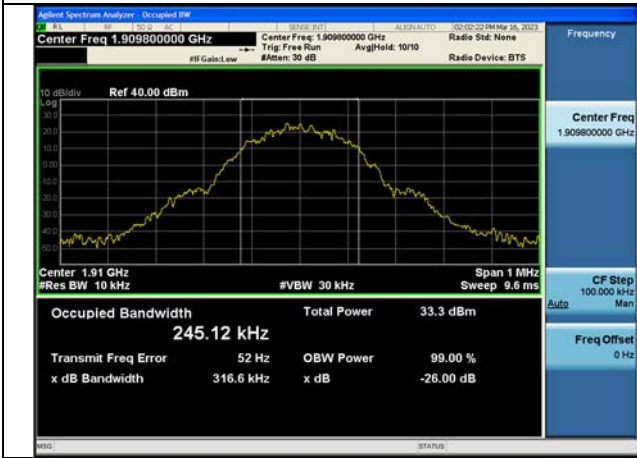 Agilent Spectrum Analyzer - Occupied BW
RL RF 50 Ω AC SENSE:INT ALIGN AUTO 02:02:22 PM Mar 16, 2023
Center Freq 1.909800000 GHz
Center Freq: 1.909800000 GHz
Radio Std: None
Trig: Free Run Avg|Hold: 10/10
#IFGain:Low #Atten: 30 dB Radio Device: BTS
10 dB/div Ref 40.00 dBm
Log
30.0
20.0
10.0
0.00
-10.0
-20.0
-30.0
-40.0
-50.0
Center 1.91 GHz Span 1 MHz
#Res BW 10 kHz #VBW 30 kHz Sweep 9.6 ms
Occupied Bandwidth Total Power 33.3 dBm
245.12 kHz
Transmit Freq Error 52 Hz OBW Power 99.00 %
x dB Bandwidth 316.6 kHz x dB -26.00 dB
MSG STATUS
Frequency
Center Freq
1.909800000 GHz
CF Step
100.000 kHz
Auto Man
Freq Offset
0 Hz